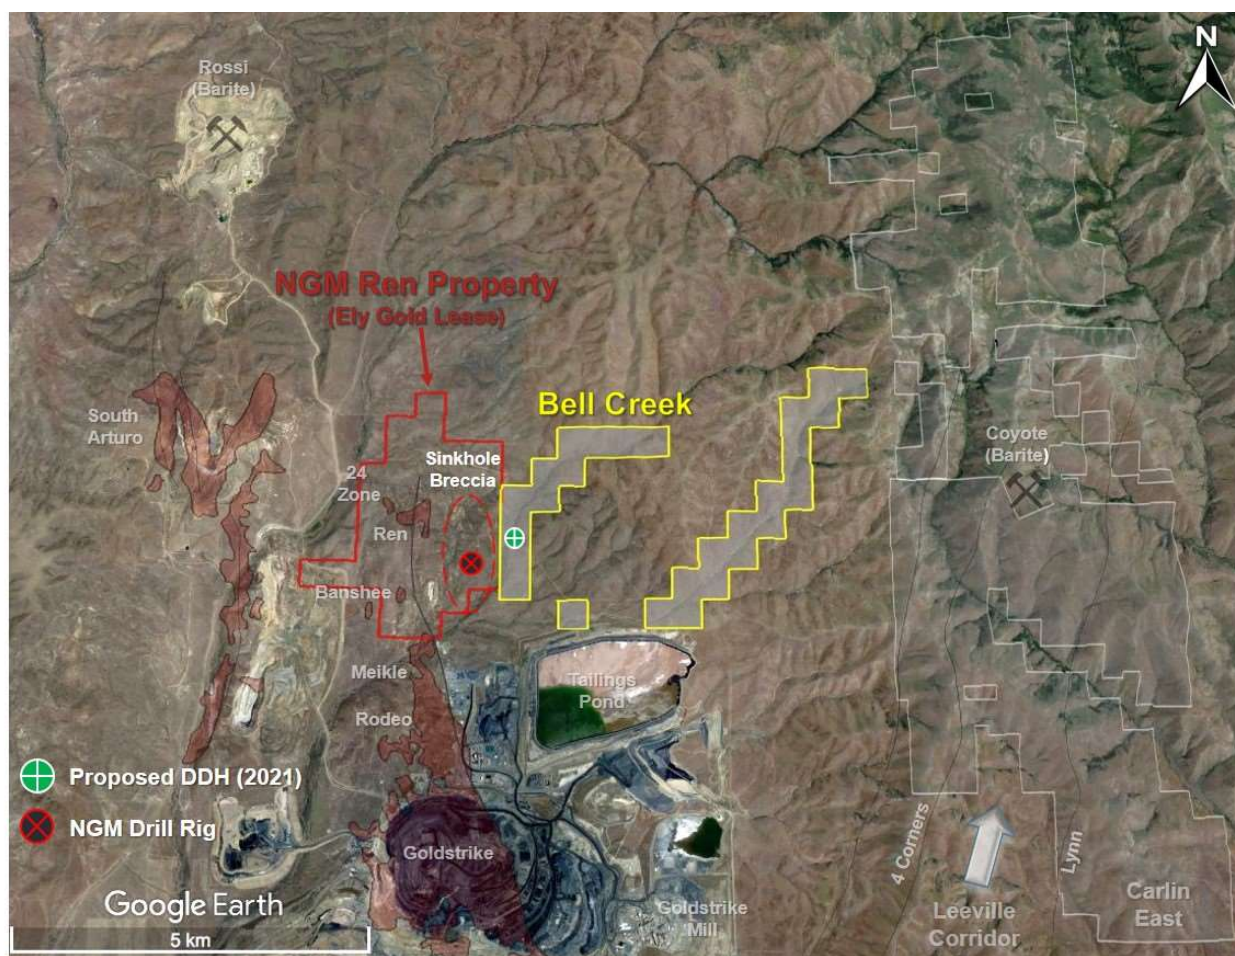 N
Rossi
(Barite)
NGM Ren Property
(Ely Gold Lease)
Bell Creek
South
Arturo
Sinkhole
Breccia
24
Zone
Ren
Coyote
(Barite)
Banshee
Meikle
Tailings
Pond
Rodeo
Proposed DDH (2021)
NGM Drill Rig
4 Corners
Lynn
Goldstrike
Google Earth
5 km
Goldstrike
Mill
Leeville
Corridor
Carlin
East